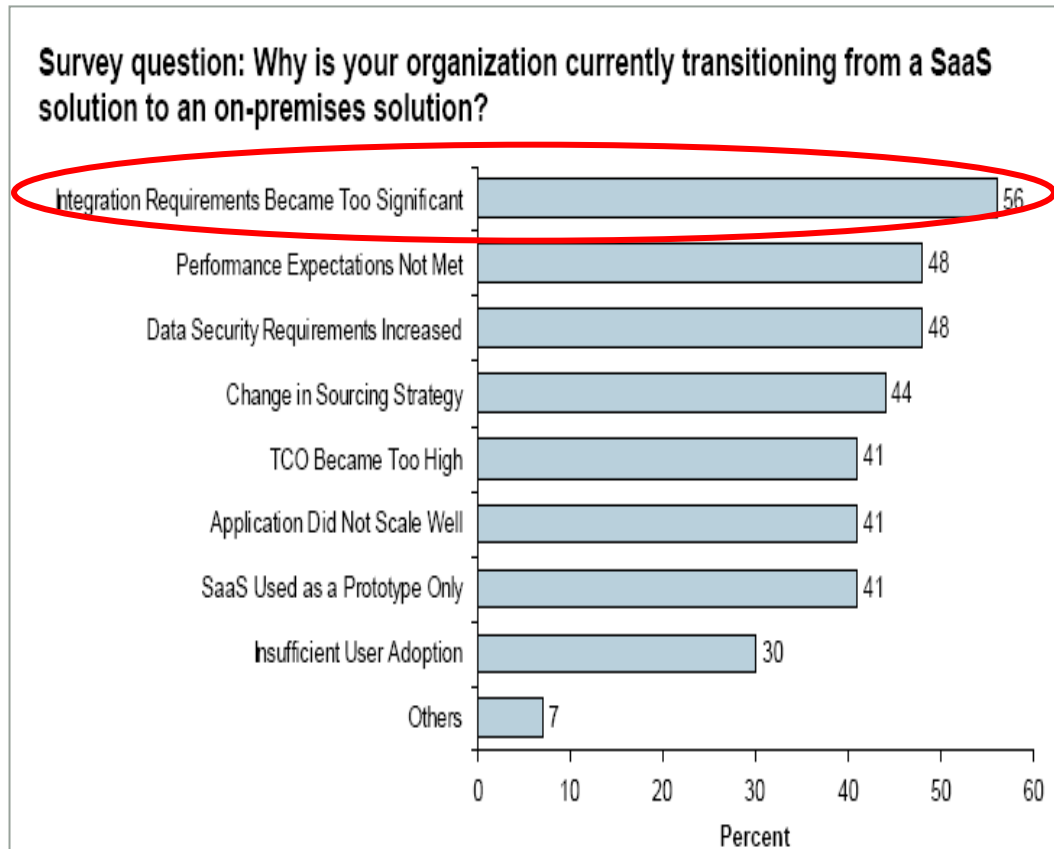 Survey question: Why is your organization currently transitioning from a SaaS
solution to an on-premises solution?
Integration Requirements Became Too Significant 56
Performance Expectations Not Met 48
Data Security Requirements Increased 48
Change in Sourcing Strategy 44
TCO Became Too High 41
Application Did Not Scale Well 41
SaaS Used as a Prototype Only 41
Insufficient User Adoption 30
Others 7
0 10 20 30 40 50 60
Percent